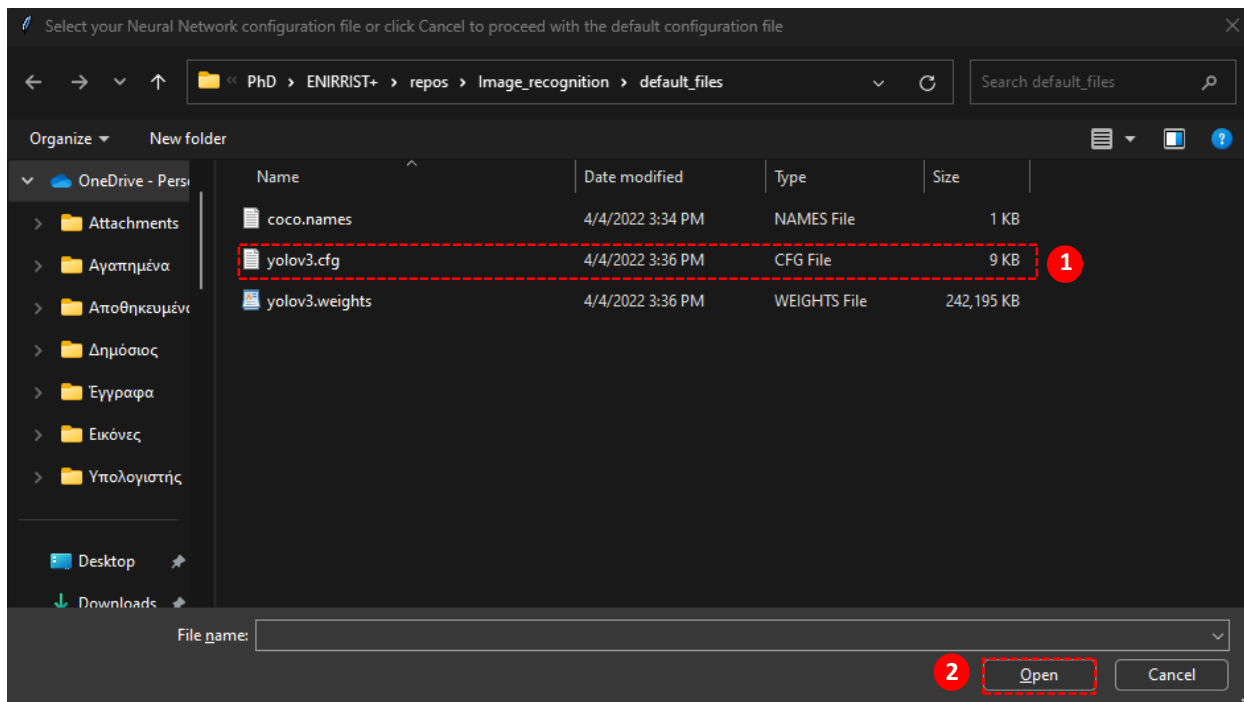 Select your Neural Network configuration file or click Cancel to proceed with the default configuration file
« PhD > ENIRRIST+ > repos > Image_recognition > default_files
Search default_files
Organize New folder
?
OneDrive - Perso
Attachments
Αγαπημένα
Αποθηκευμένα
Δημόσιος
Έγγραφα
Εικόνες
Υπολογιστής
Desktop
Downloads
Name Date modified Type Size
coco.names 4/4/2022 3:34 PM NAMES File 1 KB
yolov3.cfg 4/4/2022 3:36 PM CFG File 9 KB 1
yolov3.weights 4/4/2022 3:36 PM WEIGHTS File 242,195 KB
File name:
2 Open Cancel